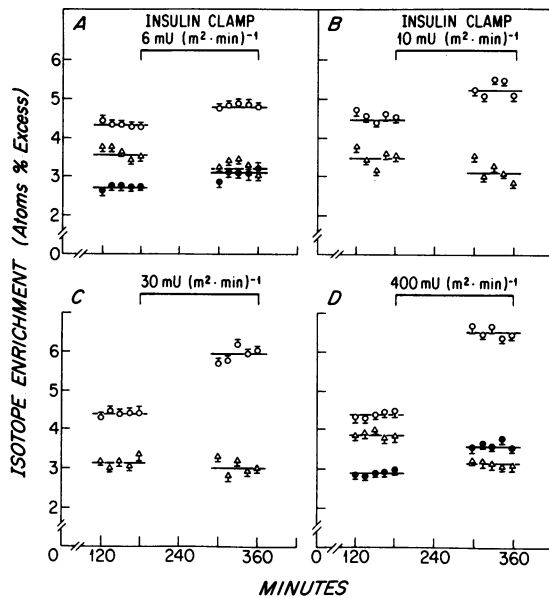 A
INSULIN CLAMP
6 mU (m²·min)⁻¹
B
INSULIN CLAMP
10 mU (m²·min)⁻¹
6
5
4
3
2
0
C
30 mU (m²·min)⁻¹
D
400 mU (m²·min)⁻¹
6
5
4
3
2
0
ISOTOPE ENRICHMENT (Atoms % Excess)
0 120 240 360
0 120 240 360
MINUTES